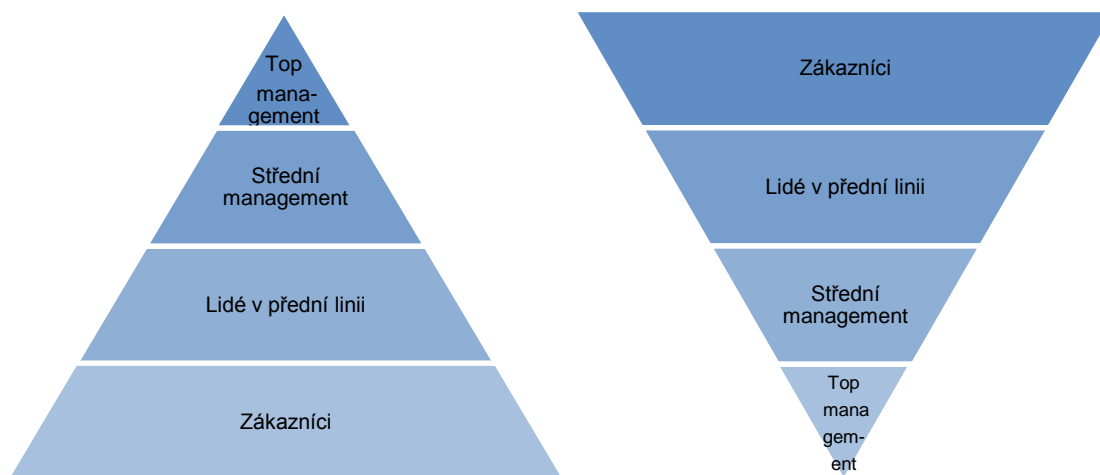 Top
mana-
gement
Střední
management
Lidé v přední linii
Zákazníci
Zákazníci
Lidé v přední linii
Střední
management
Top
mana
gem-
ent